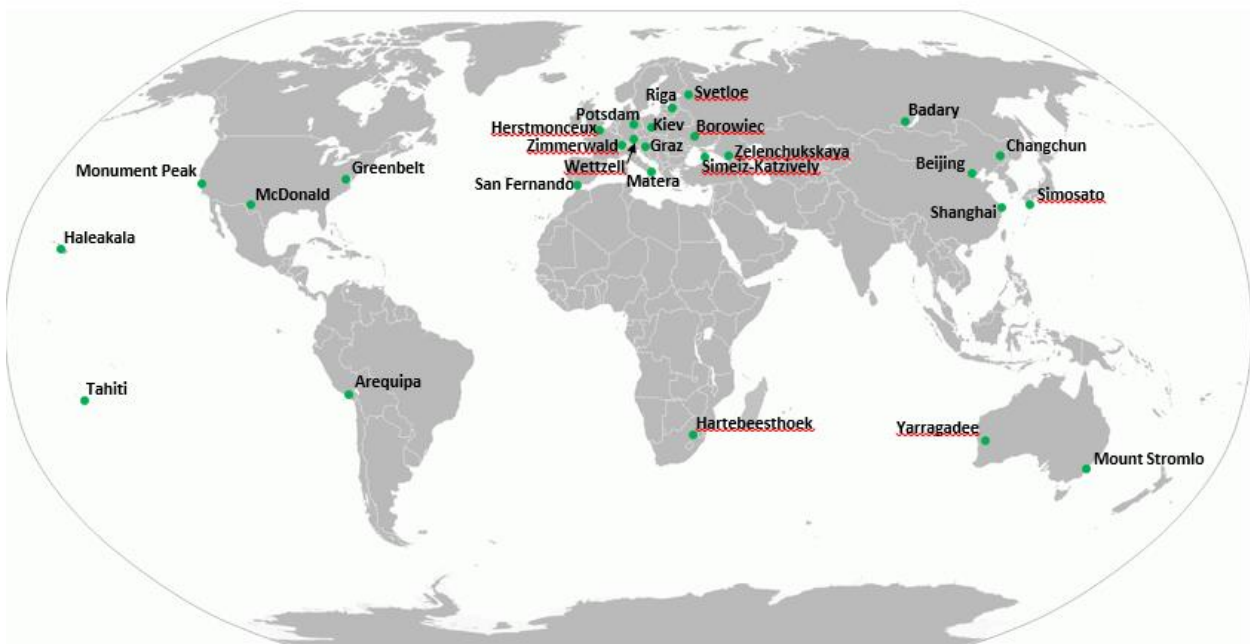 Svetloe
Riga
Badary
Potsdam
Kiev
Borowiec
Herstmonceux
Changchun
Zimmerwald
Graz
Zelenchukskaya
Beijing
Wettzell
Simeiz-Katzively
Monument Peak
Greenbelt
McDonald
San Fernando
Matera
Simosato
Shanghai
Haleakala
Tahiti
Arequipa
Hartebeesthoek
Yarragadee
Mount Stromlo